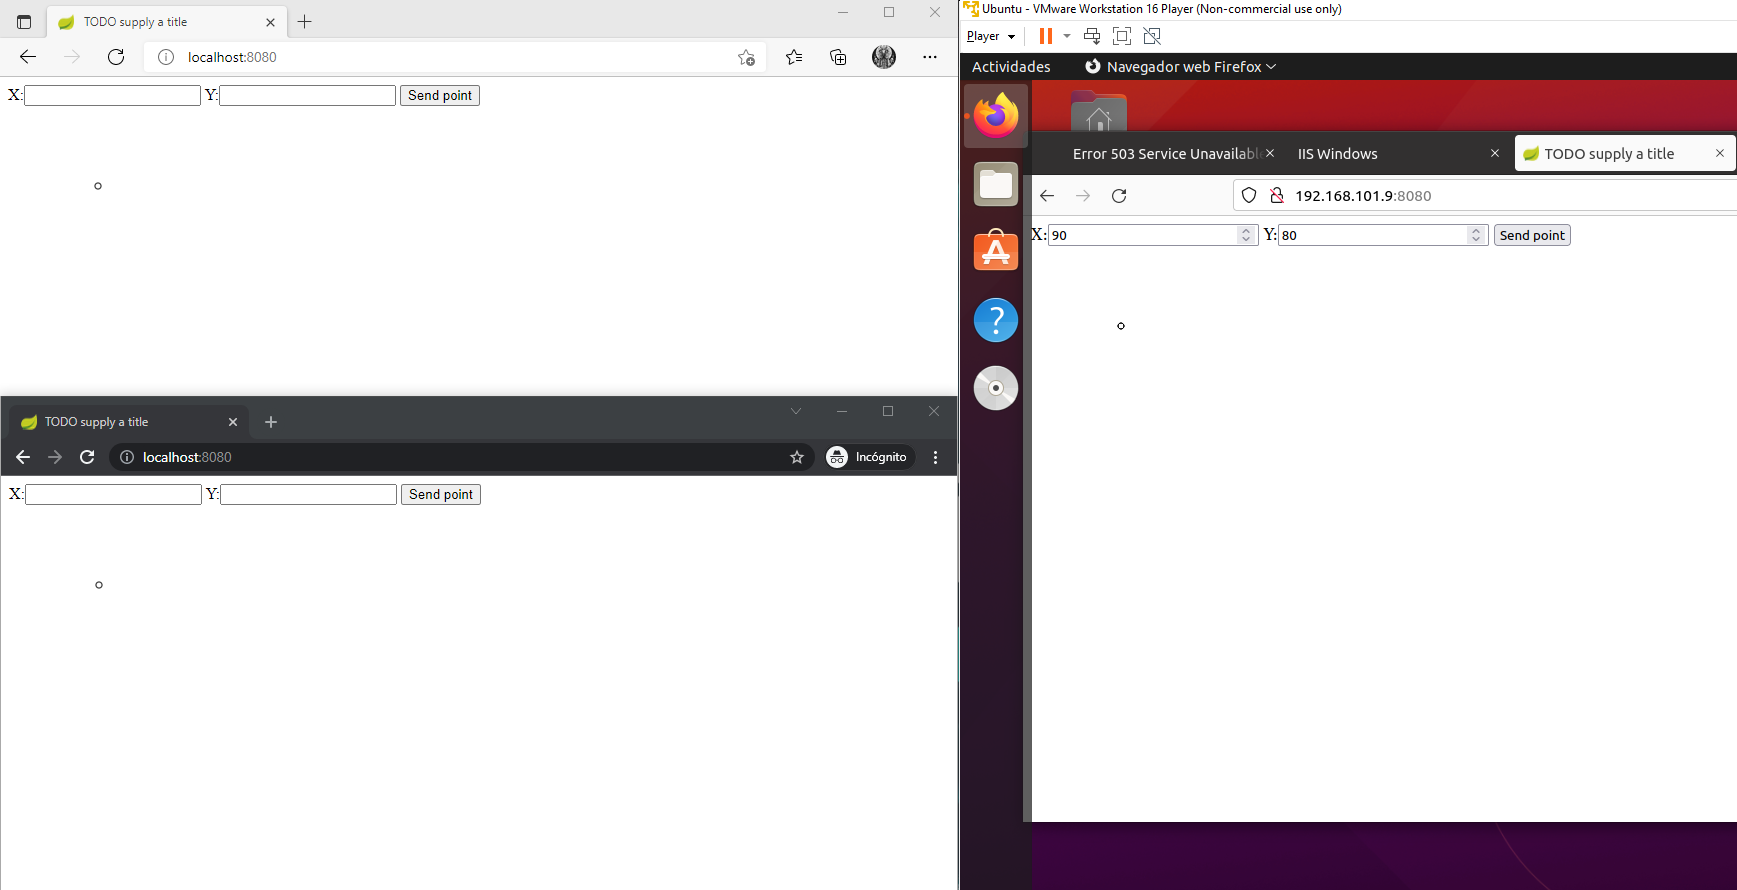 TODO supply a title
localhost:8080
X: Y: Send point
TODO supply a title
localhost:8080 Incógnito
X: Y: Send point
Ubuntu - VMware Workstation 16 Player (Non-commercial use only)
Player
Actividades Navegador web Firefox
Error 503 Service Unavailabl IIS Windows TODO supply a title
192.168.101.9:8080
X: 90 Y: 80 Send point